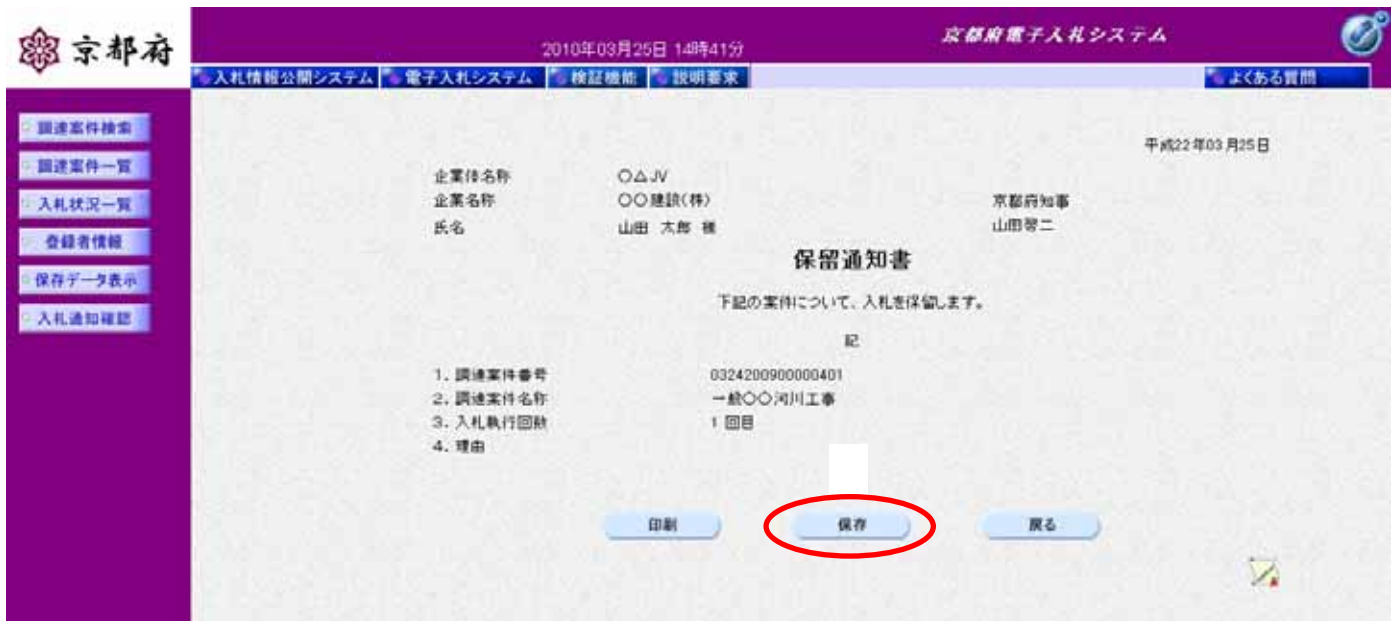 京都府
2010年03月25日 14時41分
京都府電子入札システム
入札情報公開システム 電子入札システム 検証機能 説明要求 よくある質問
調達案件検索
調達案件一覧
入札状況一覧
登録者情報
保存データ表示
入札通知確認
平成22年03月25日
企業体名称 ○△JV
企業名称 ○○建設(株) 京都府知事
氏名 山田 太郎 様 山田啓二
保留通知書
下記の案件について、入札を保留します。
記
1．調達案件番号 0324200900000401
2．調達案件名称 一般○○河川工事
3．入札執行回数 1 回目
4．理由
印刷 保存 戻る